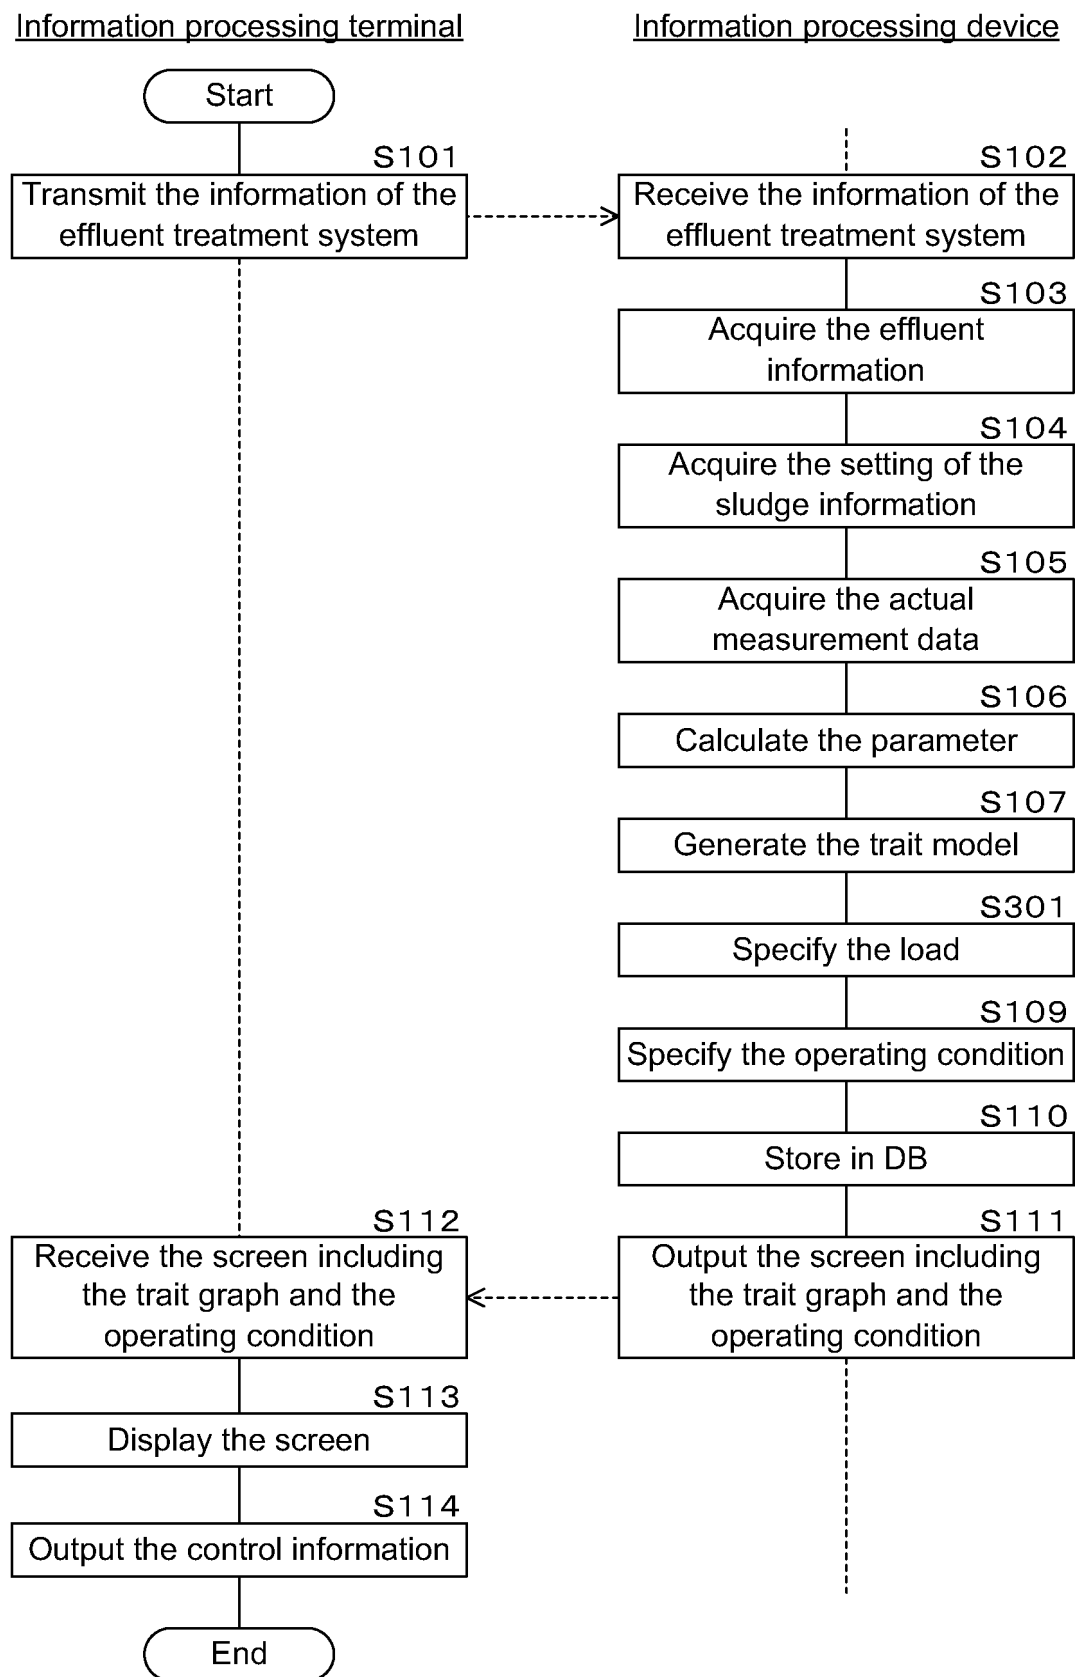 Information processing terminal
Information processing device
Start
S101
Transmit the information of the
effluent treatment system
S102
Receive the information of the
effluent treatment system
S103
Acquire the effluent
information
S104
Acquire the setting of the
sludge information
S105
Acquire the actual
measurement data
S106
Calculate the parameter
S107
Generate the trait model
S301
Specify the load
S109
Specify the operating condition
S110
Store in DB
S111
Output the screen including
the trait graph and the
operating condition
S112
Receive the screen including
the trait graph and the
operating condition
S113
Display the screen
S114
Output the control information
End